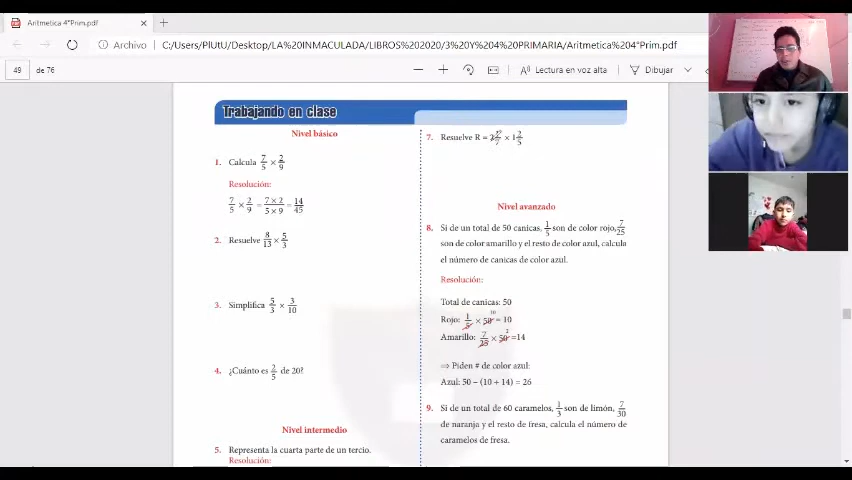 Aritmetica 4°Prim.pdf
Archivo
C:/Users/PlUtU/Desktop/LA%20INMACULADA/LIBROS%202020/3%20Y%204%20PRIMARIA/Aritmetica%204°Prim.pdf
49 de 76
Lectura en voz alta
Dibujar
Trabajando en clase
Nivel básico
1. Calcula 7/5 × 2/9
Resolución:
7/5 × 2/9 = 7 × 2/5 × 9 = 14/45
2. Resuelve 8/13 × 5/3
3. Simplifica 5/3 × 3/10
4. ¿Cuánto es 2/5 de 20?
Nivel intermedio
5. Representa la cuarta parte de un tercio.
Resolución:
7. Resuelve R = × 1 2/5
Nivel avanzado
8. Si de un total de 50 canicas, 1/5 son de color rojo, 7/25
son de color amarillo y el resto de color azul, calcula
el número de canicas de color azul.
Resolución:
Total de canicas: 50
Rojo: 1/5 × 50 10 = 10
Amarillo: 7/25 × 50 2 =14
⇒ Piden # de color azul:
Azul: 50 – (10 + 14) = 26
9. Si de un total de 60 caramelos, 1/3 son de limón, 7/30
de naranja y el resto de fresa, calcula el número de
caramelos de fresa.